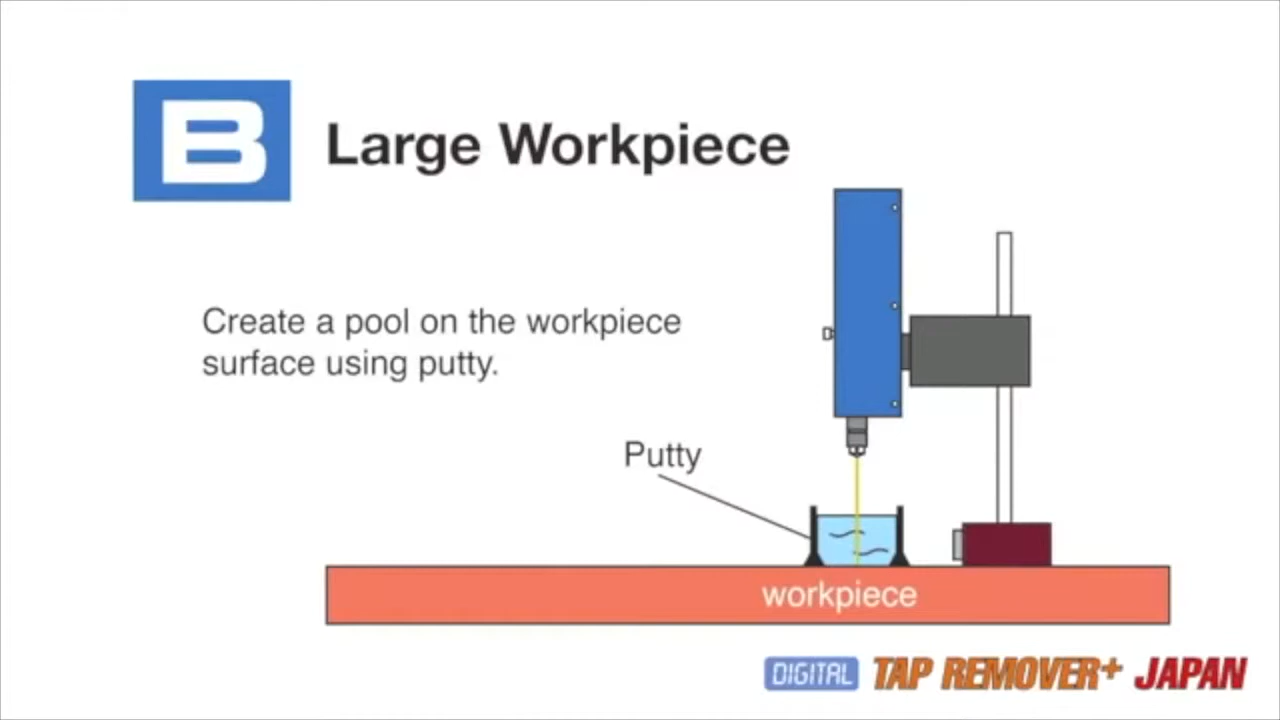 B
Large Workpiece
Create a pool on the workpiece
surface using putty.
Putty
workpiece
DIGITAL TAP REMOVER+ JAPAN